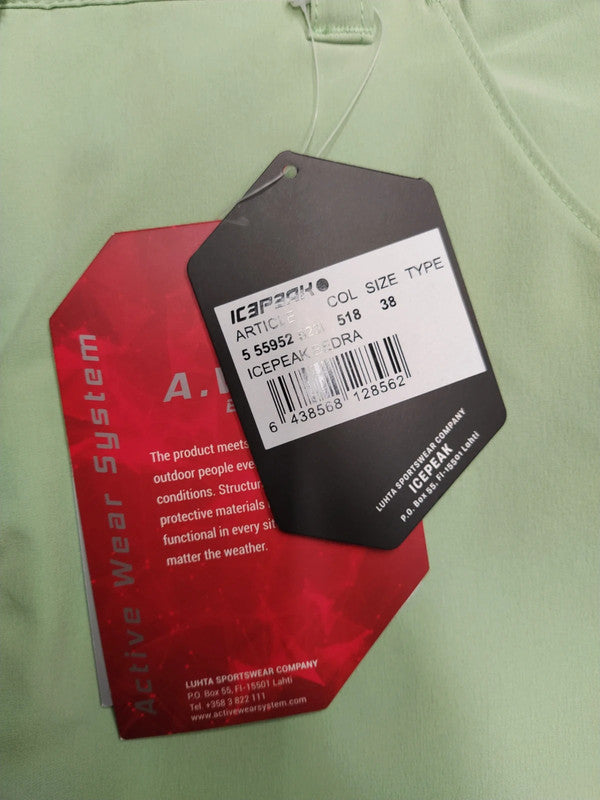 ICEPEAK
ARTICLE COL SIZE TYPE
5 55952 518 38
ICEPEAK BEDRA
6 438568 128562
LUHTA SPORTSWEAR COMPANY
ICEPEAK
P.O. Box 55, FI-15501 Lahti
Active Wear System
A.
The product meets
outdoor people eve
conditions. Structur
protective materials
functional in every sit
matter the weather.
LUHTA SPORTSWEAR COMPANY
P.O. Box 55, FI-15501 Lahti
Tel. +358 3 822 111
www.activewearsystem.com